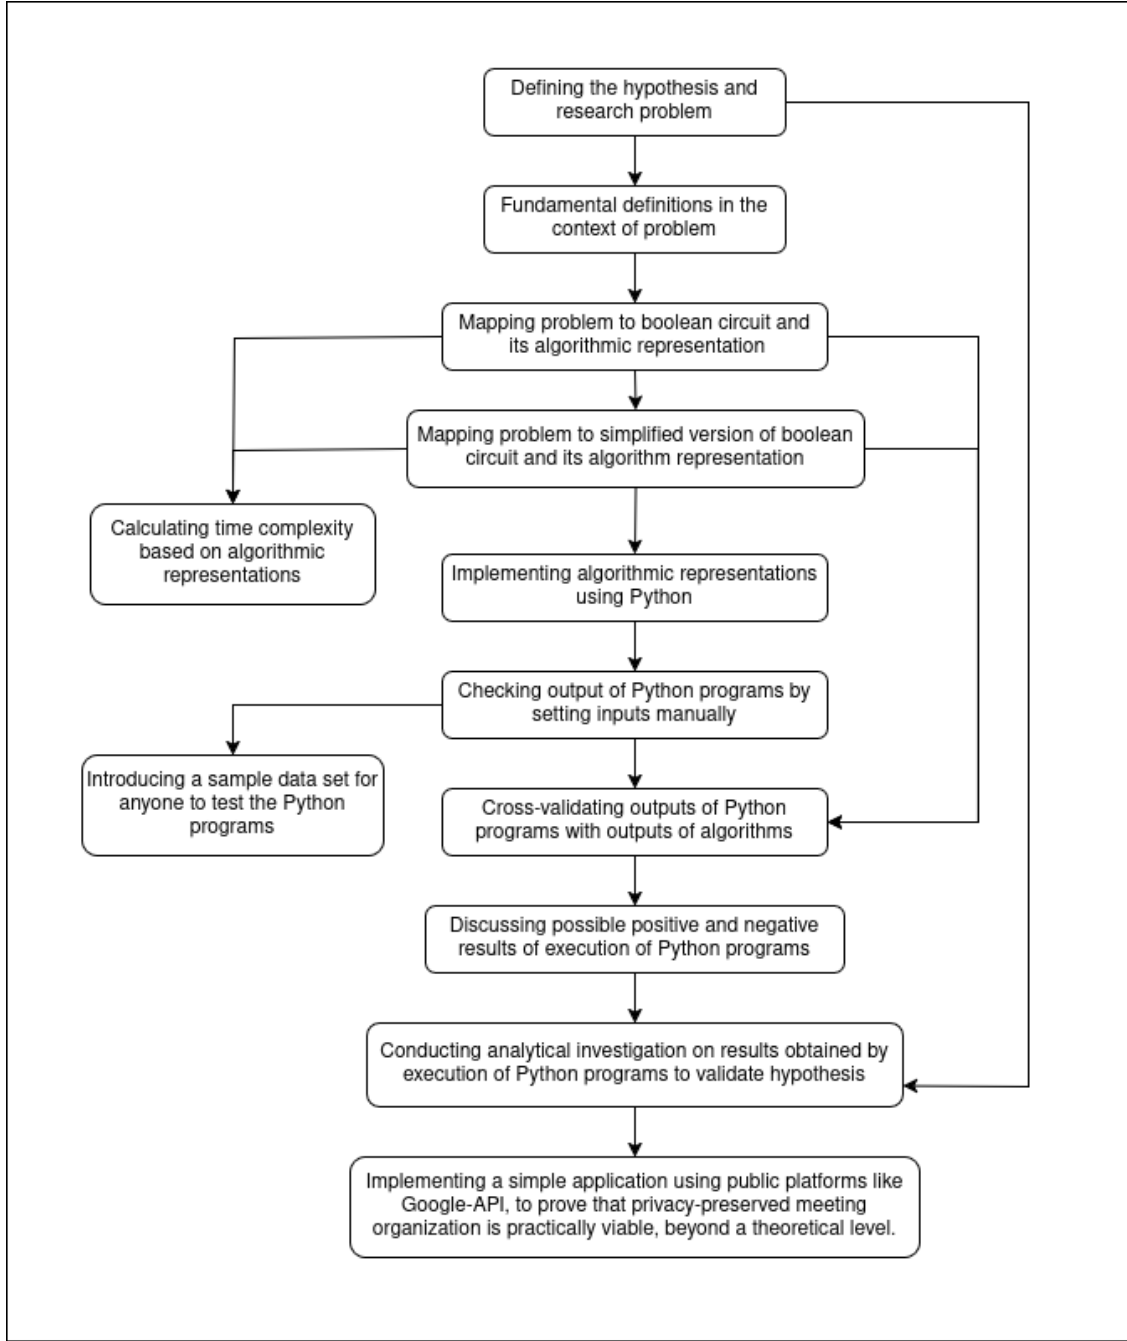 Defining the hypothesis and
research problem
Fundamental definitions in the
context of problem
Mapping problem to boolean circuit and
its algorithmic representation
Mapping problem to simplified version of boolean
circuit and its algorithm representation
Calculating time complexity
based on algorithmic
representations
Implementing algorithmic representations
using Python
Checking output of Python programs by
setting inputs manually
Introducing a sample data set for
anyone to test the Python
programs
Cross-validating outputs of Python
programs with outputs of algorithms
Discussing possible positive and negative
results of execution of Python programs
Conducting analytical investigation on results obtained by
execution of Python programs to validate hypothesis
Implementing a simple application using public platforms like
Google-API, to prove that privacy-preserved meeting
organization is practically viable, beyond a theoretical level.